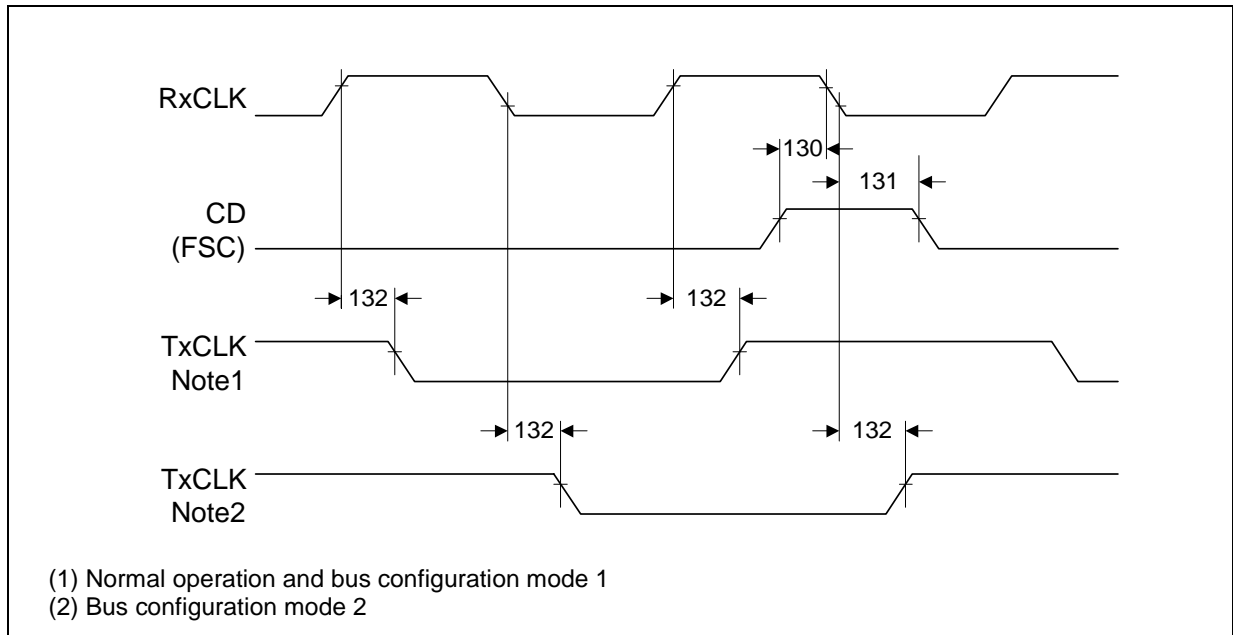 RxCLK
130
131
CD
(FSC)
132
132
TxCLK
Note1
132
132
TxCLK
Note2
(1) Normal operation and bus configuration mode 1
(2) Bus configuration mode 2